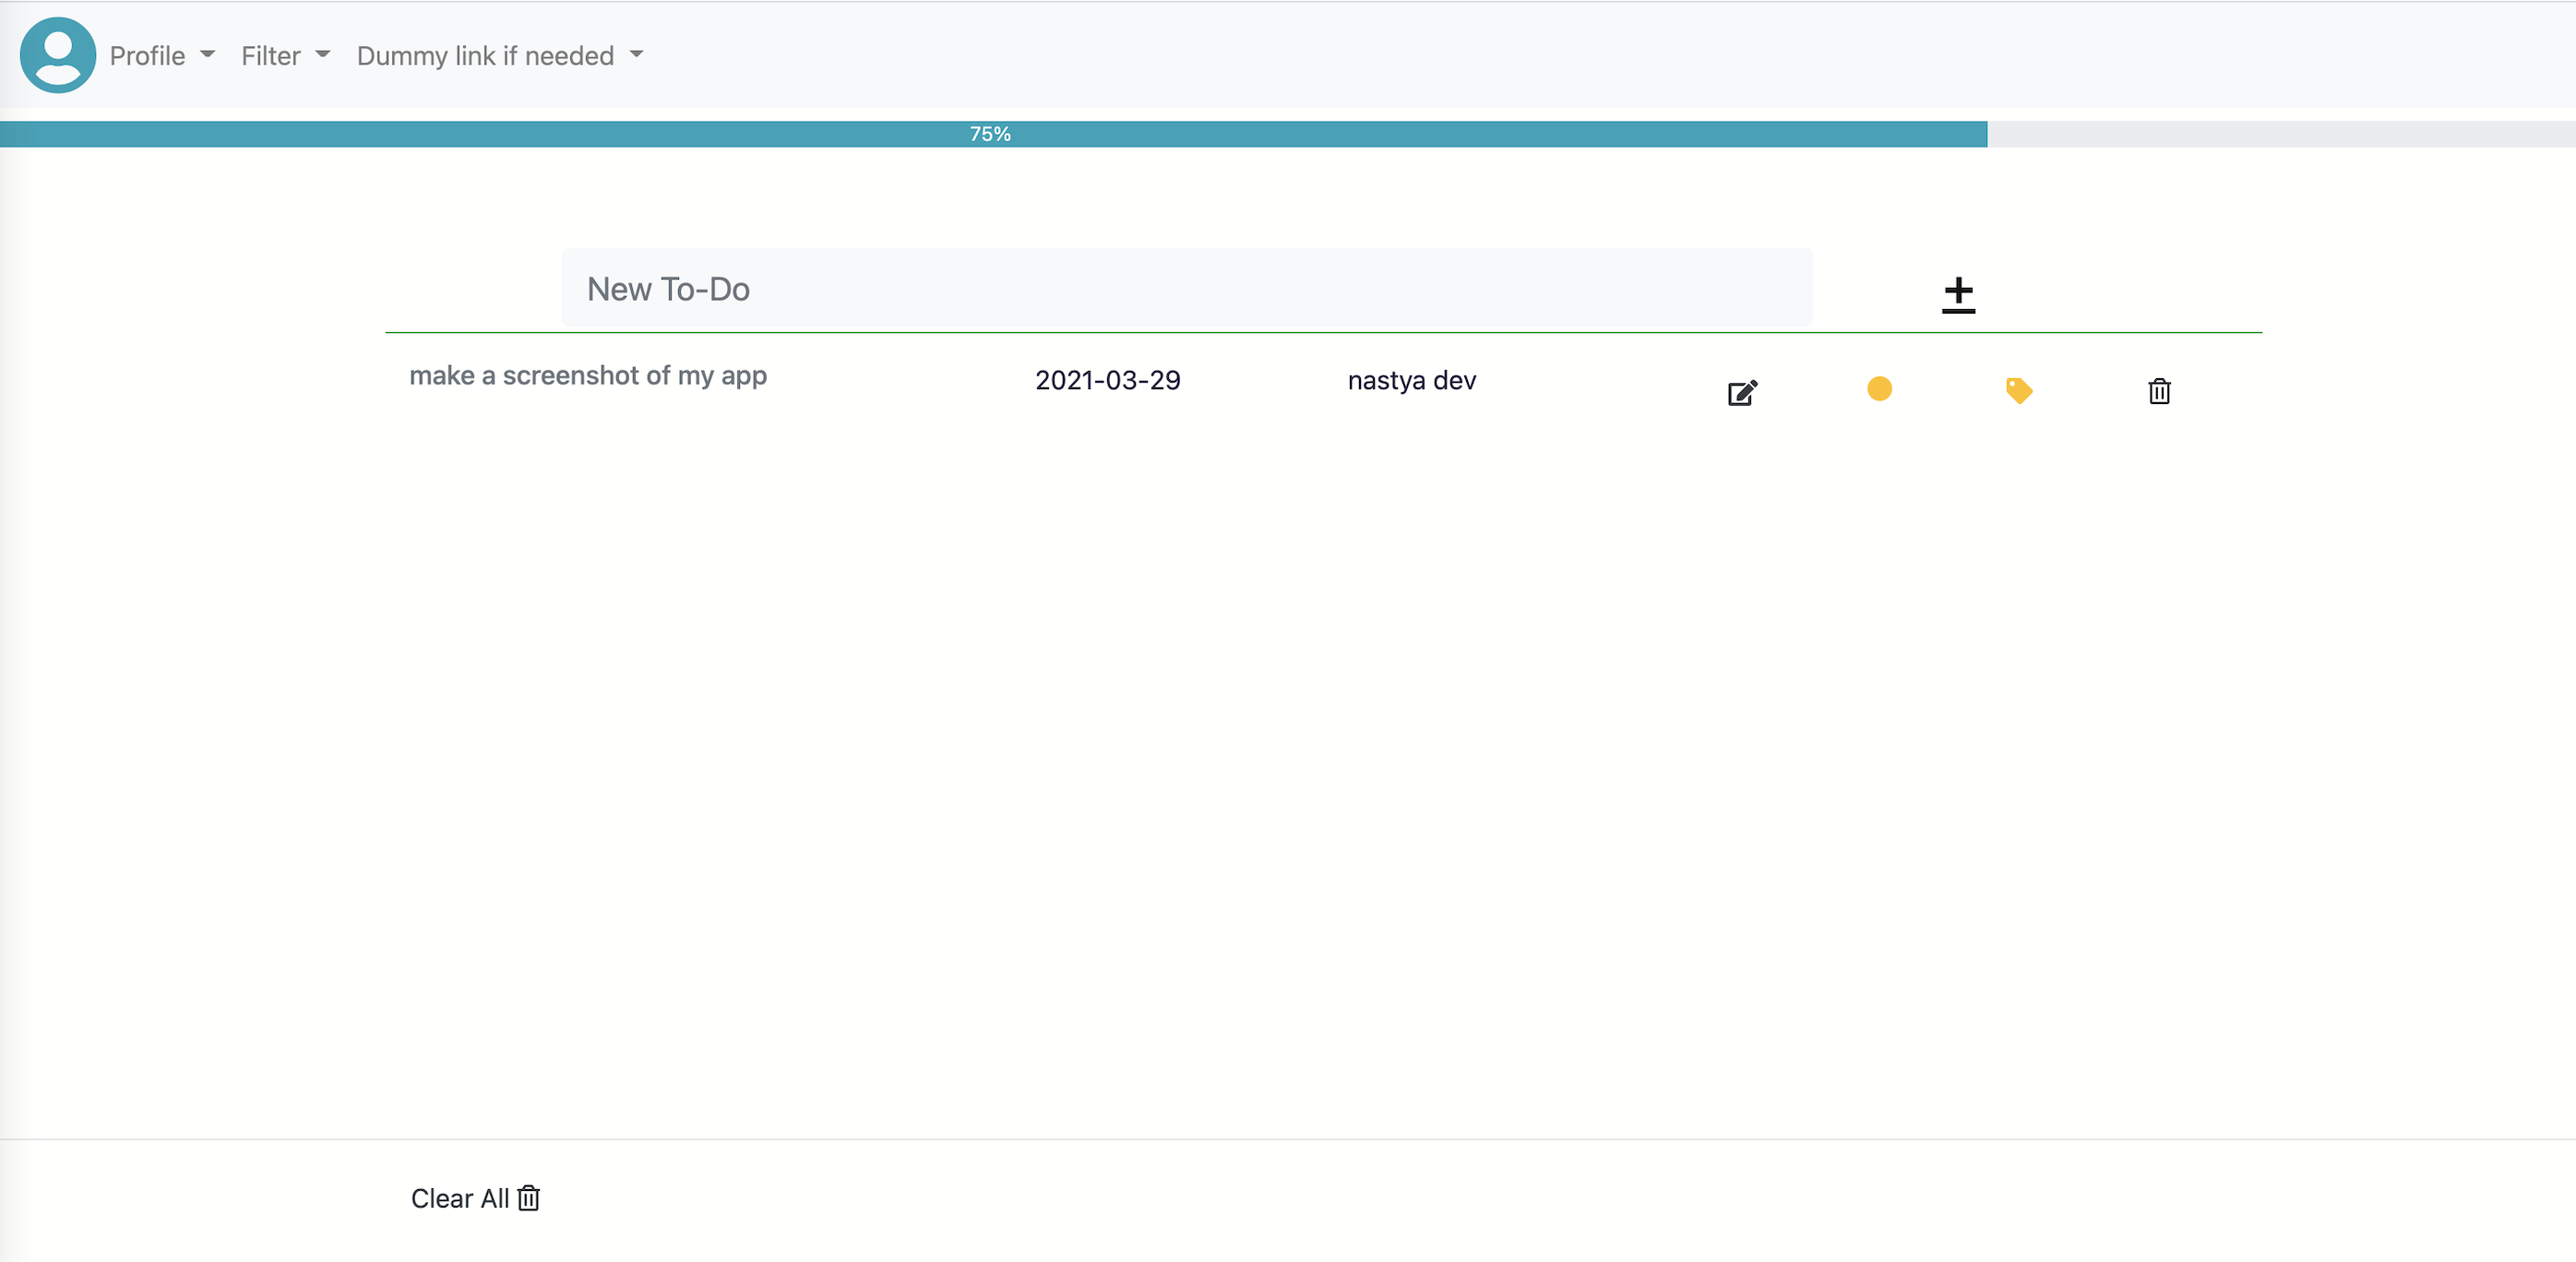 Profile Filter Dummy link if needed
75%
New To-Do
make a screenshot of my app 2021-03-29 nastya dev
Clear All